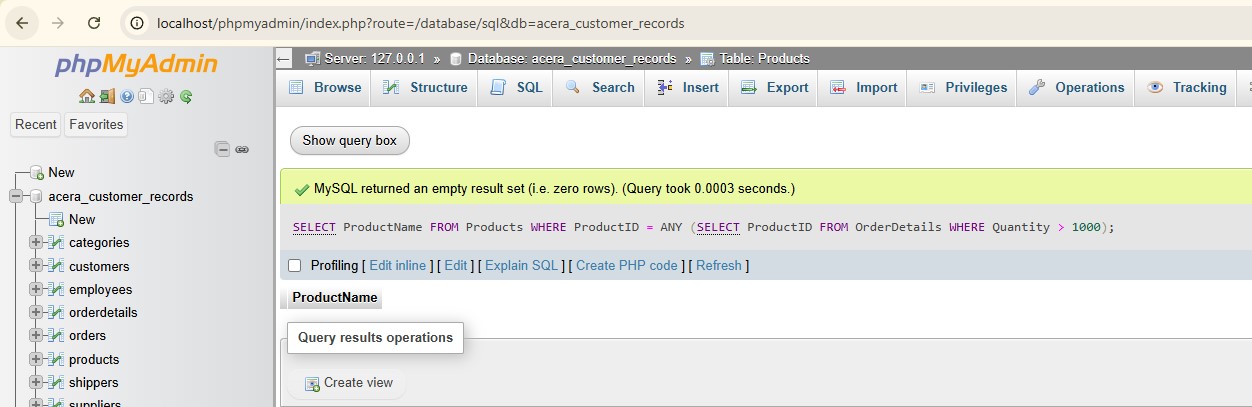 localhost/phpmyadmin/index.php?route=/database/sql&db=acera_customer_records
phpMyAdmin
Recent Favorites
New
acera_customer_records
New
categories
customers
employees
orderdetails
orders
products
shippers
suppliers
Server: 127.0.0.1 » Database: acera_customer_records » Table: Products
Browse Structure SQL Search Insert Export Import Privileges Operations Tracking
Show query box
MySQL returned an empty result set (i.e. zero rows). (Query took 0.0003 seconds.)
SELECT ProductName FROM Products WHERE ProductID = ANY (SELECT ProductID FROM OrderDetails WHERE Quantity > 1000);
Profiling [ Edit inline ] [ Edit ] [ Explain SQL ] [ Create PHP code ] [ Refresh ]
ProductName
Query results operations
Create view